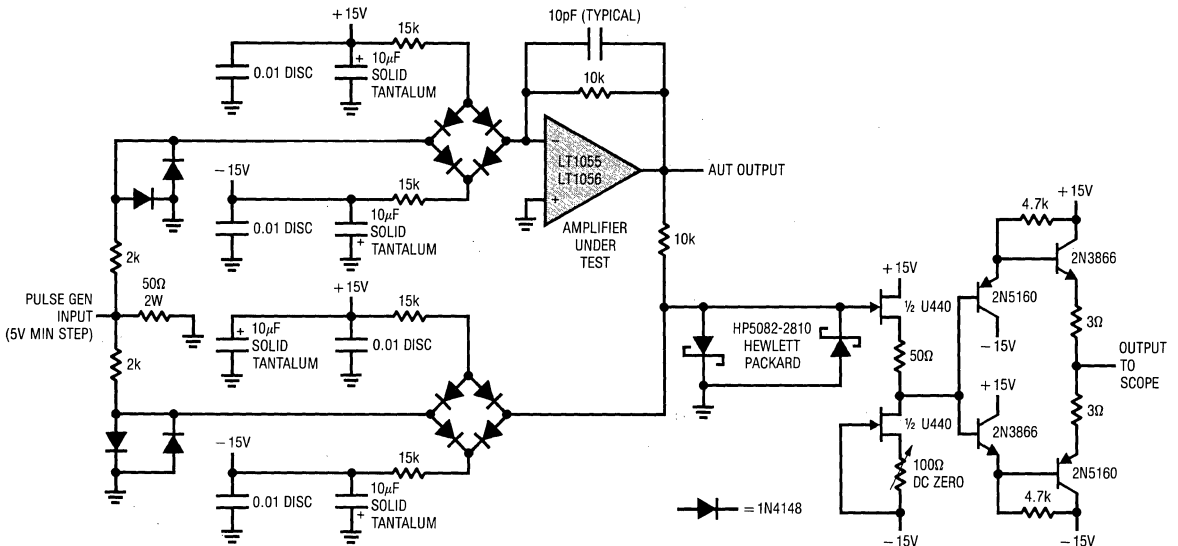 +15V
15k
0.01 DISC
+
10µF
SOLID
TANTALUM
-15V
15k
0.01 DISC
10µF
SOLID
TANTALUM
+
2k
50Ω
2W
PULSE GEN
INPUT
(5V MIN STEP)
2k
+15V
15k
+
10µF
SOLID
TANTALUM
0.01 DISC
-15V
15k
0.01 DISC
10µF
SOLID
TANTALUM
+
10pF (TYPICAL)
10k
−
LT1055
LT1056
+
AMPLIFIER
UNDER
TEST
AUT OUTPUT
10k
HP5082-2810
HEWLETT
PACKARD
+15V
½ U440
50Ω
½ U440
100Ω
DC ZERO
-15V
= 1N4148
+15V
4.7k
2N3866
2N5160
-15V
3Ω
OUTPUT
TO
SCOPE
+15V
2N3866
3Ω
2N5160
4.7k
-15V